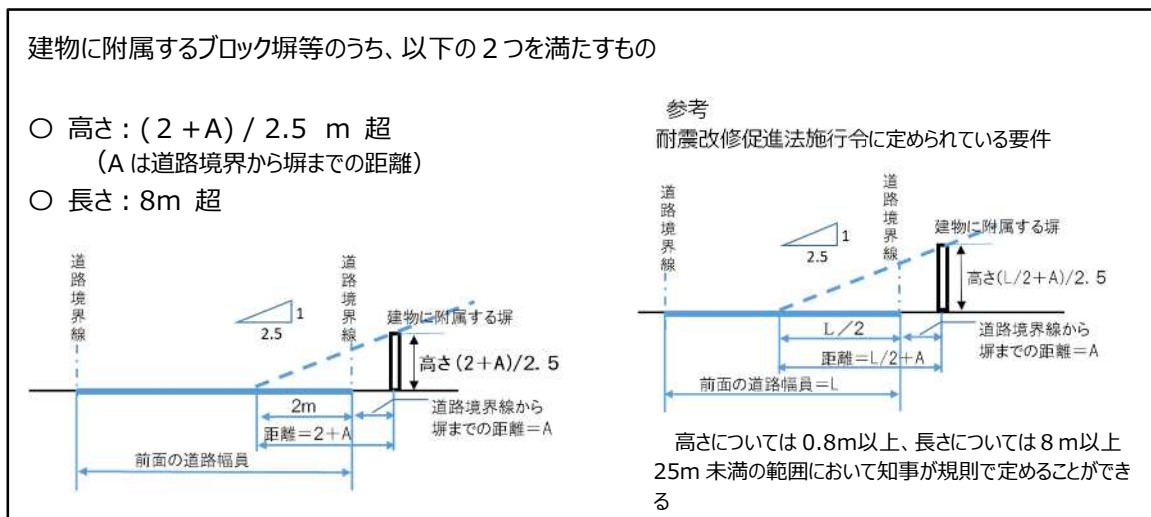 建物に附属するブロック塀等のうち、以下の2つを満たすもの
〇 高さ：(2+A) / 2.5 m 超
（A は道路境界から塀までの距離）
〇 長さ：8m 超
道路境界線
道路境界線
1
2.5
建物に附属する塀
高さ(2+A)/2.5
2m
道路境界線から
塀までの距離=A
距離=2+A
前面の道路幅員
参考
耐震改修促進法施行令に定められている要件
道路境界線
道路境界線
1
2.5
建物に附属する塀
高さ(L/2+A)/2.5
L/2
道路境界線から
塀までの距離=A
距離=L/2+A
前面の道路幅員=L
高さについては 0.8m以上、長さについては 8 m以上
25m 未満の範囲において知事が規則で定めることができ
る